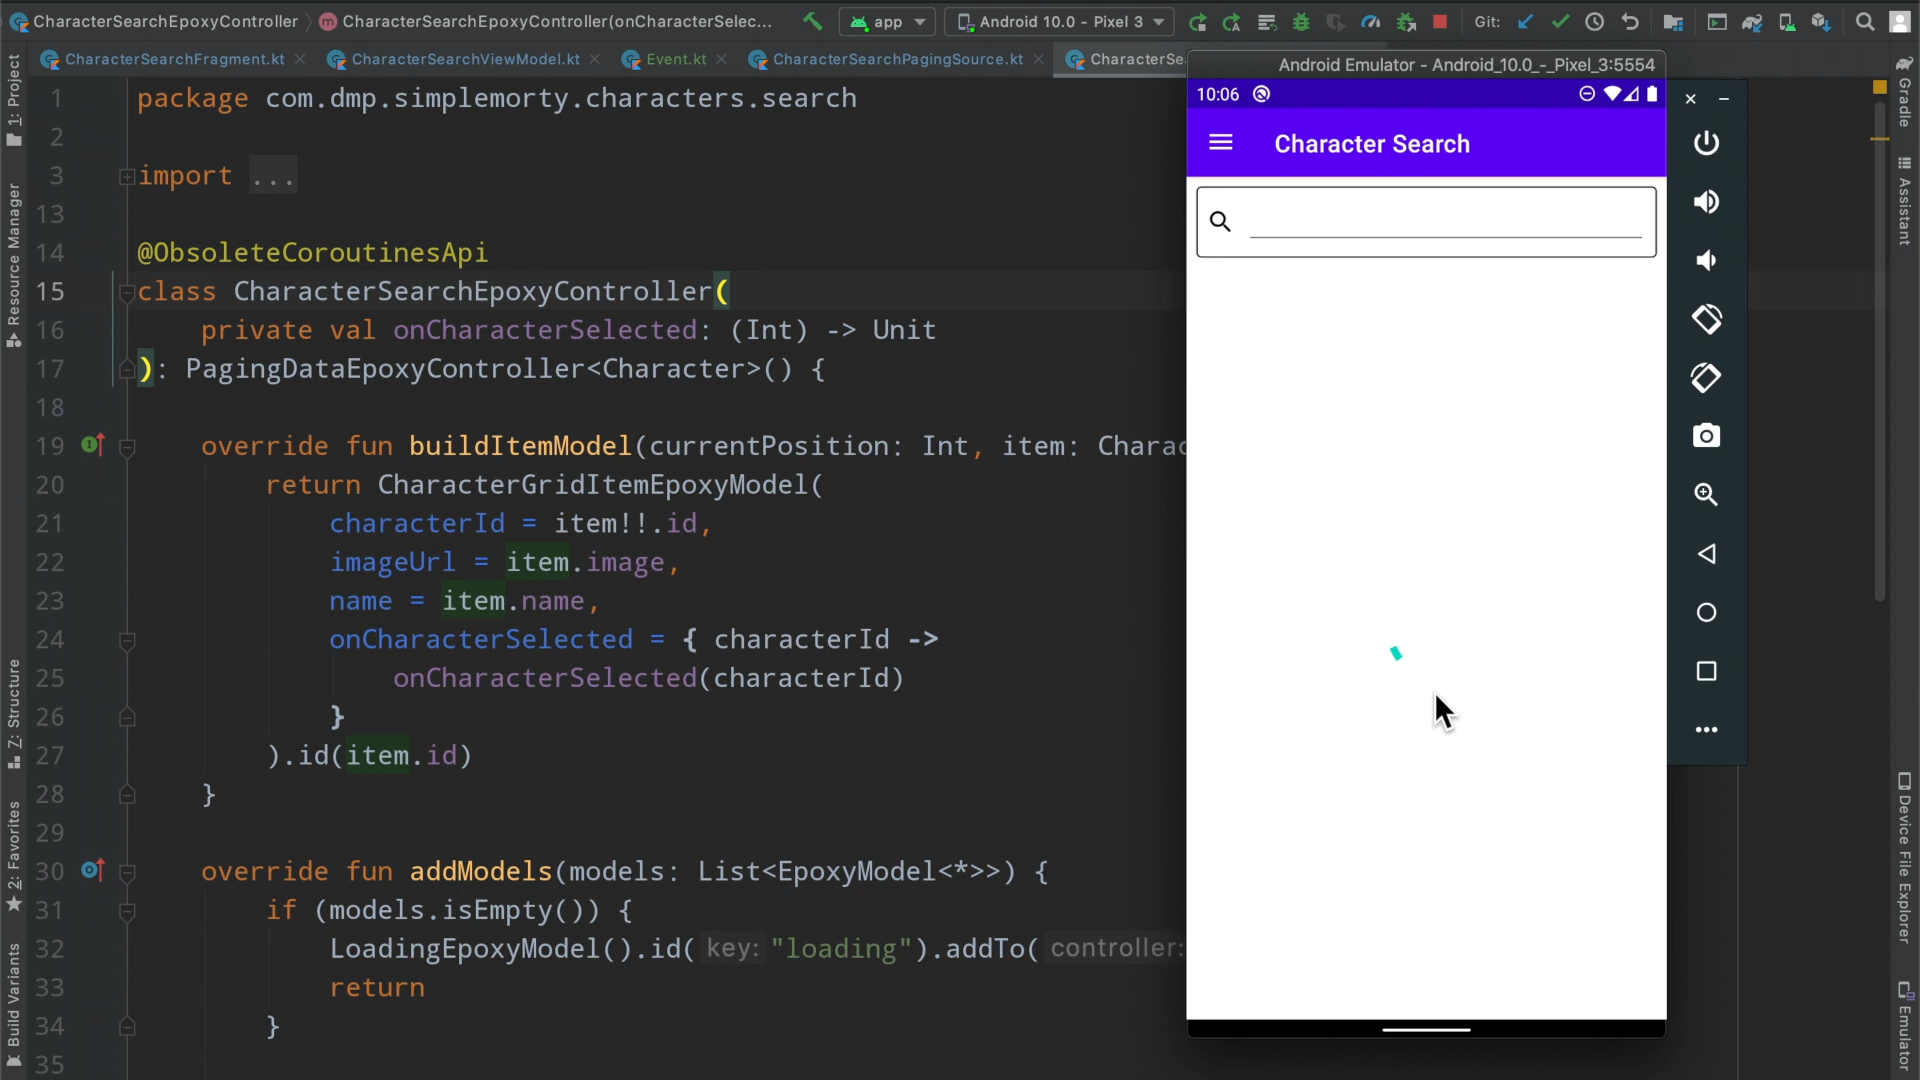 CharacterSearchEpoxyController
CharacterSearchEpoxyController(onCharacterSelec...
app
Android 10.0 - Pixel 3
Git:
CharacterSearchFragment.kt
CharacterSearchViewModel.kt
Event.kt
CharacterSearchPagingSource.kt
CharacterSe
1 package com.dmp.simplemorty.characters.search
2
3 import ...
13
14 @ObsoleteCoroutinesApi
15 class CharacterSearchEpoxyController(
16 private val onCharacterSelected: (Int) -> Unit
17 ): PagingDataEpoxyController<Character>() {
18
19 override fun buildItemModel(currentPosition: Int, item: Charac
20 return CharacterGridItemEpoxyModel(
21 characterId = item!!.id,
22 imageUrl = item.image,
23 name = item.name,
24 onCharacterSelected = { characterId ->
25 onCharacterSelected(characterId)
26 }
27 ).id(item.id)
28 }
29
30 override fun addModels(models: List<EpoxyModel<*>>) {
31 if (models.isEmpty()) {
32 LoadingEpoxyModel().id( key: "loading").addTo( controller:
33 return
34 }
35
1: Project
Resource Manager
Z: Structure
2: Favorites
Build Variants
Android Emulator - Android_10.0_-_Pixel_3:5554
10:06
Character Search
Gradle
Assistant
Device File Explorer
Emulator